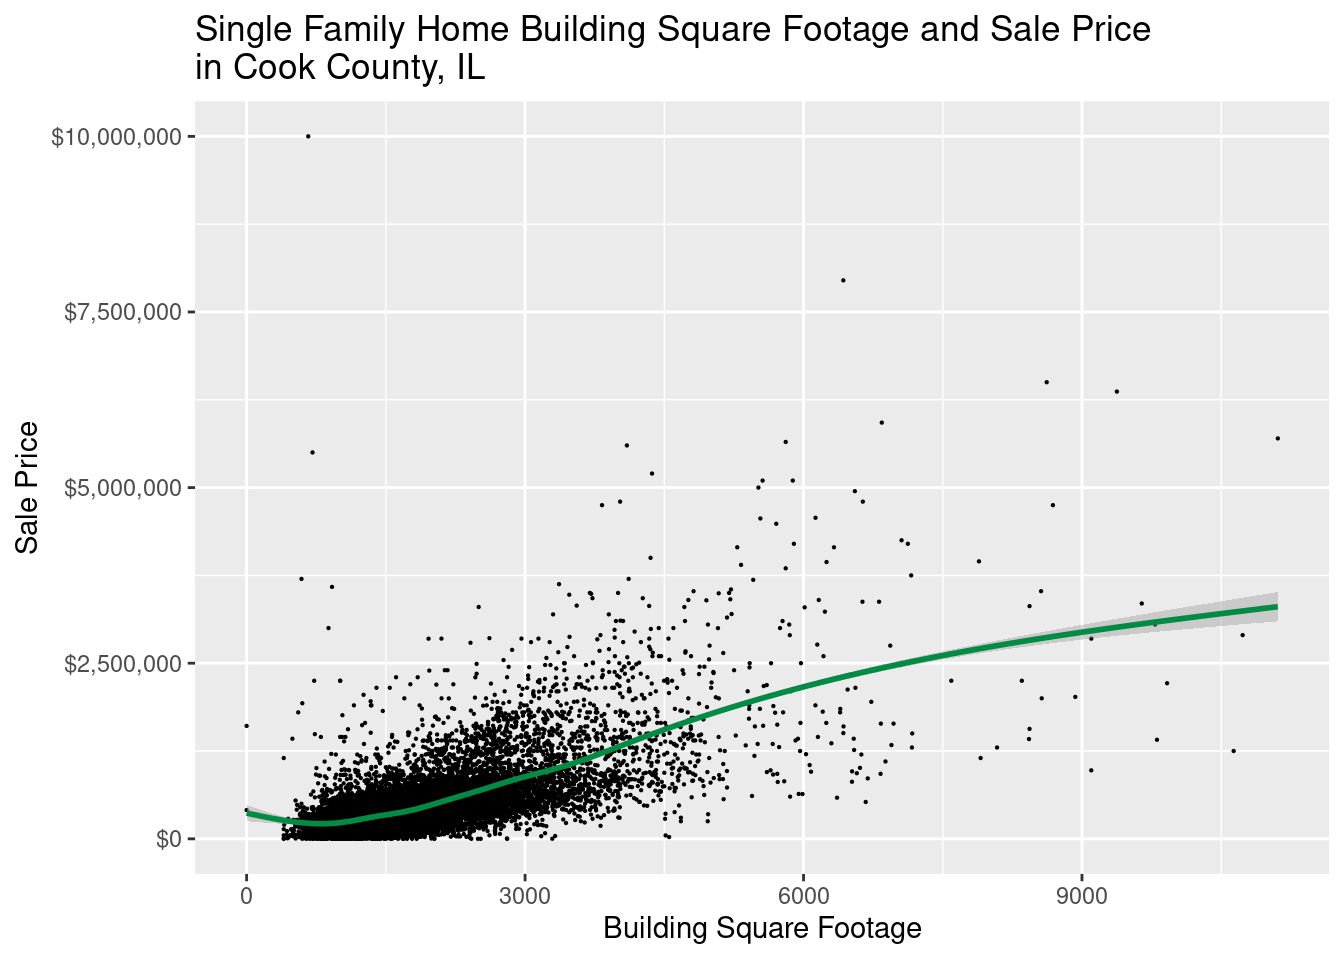 Single Family Home Building Square Footage and Sale Price
in Cook County, IL
$10,000,000
$7,500,000
$5,000,000
$2,500,000
$0
Sale Price
0 3000 6000 9000
Building Square Footage